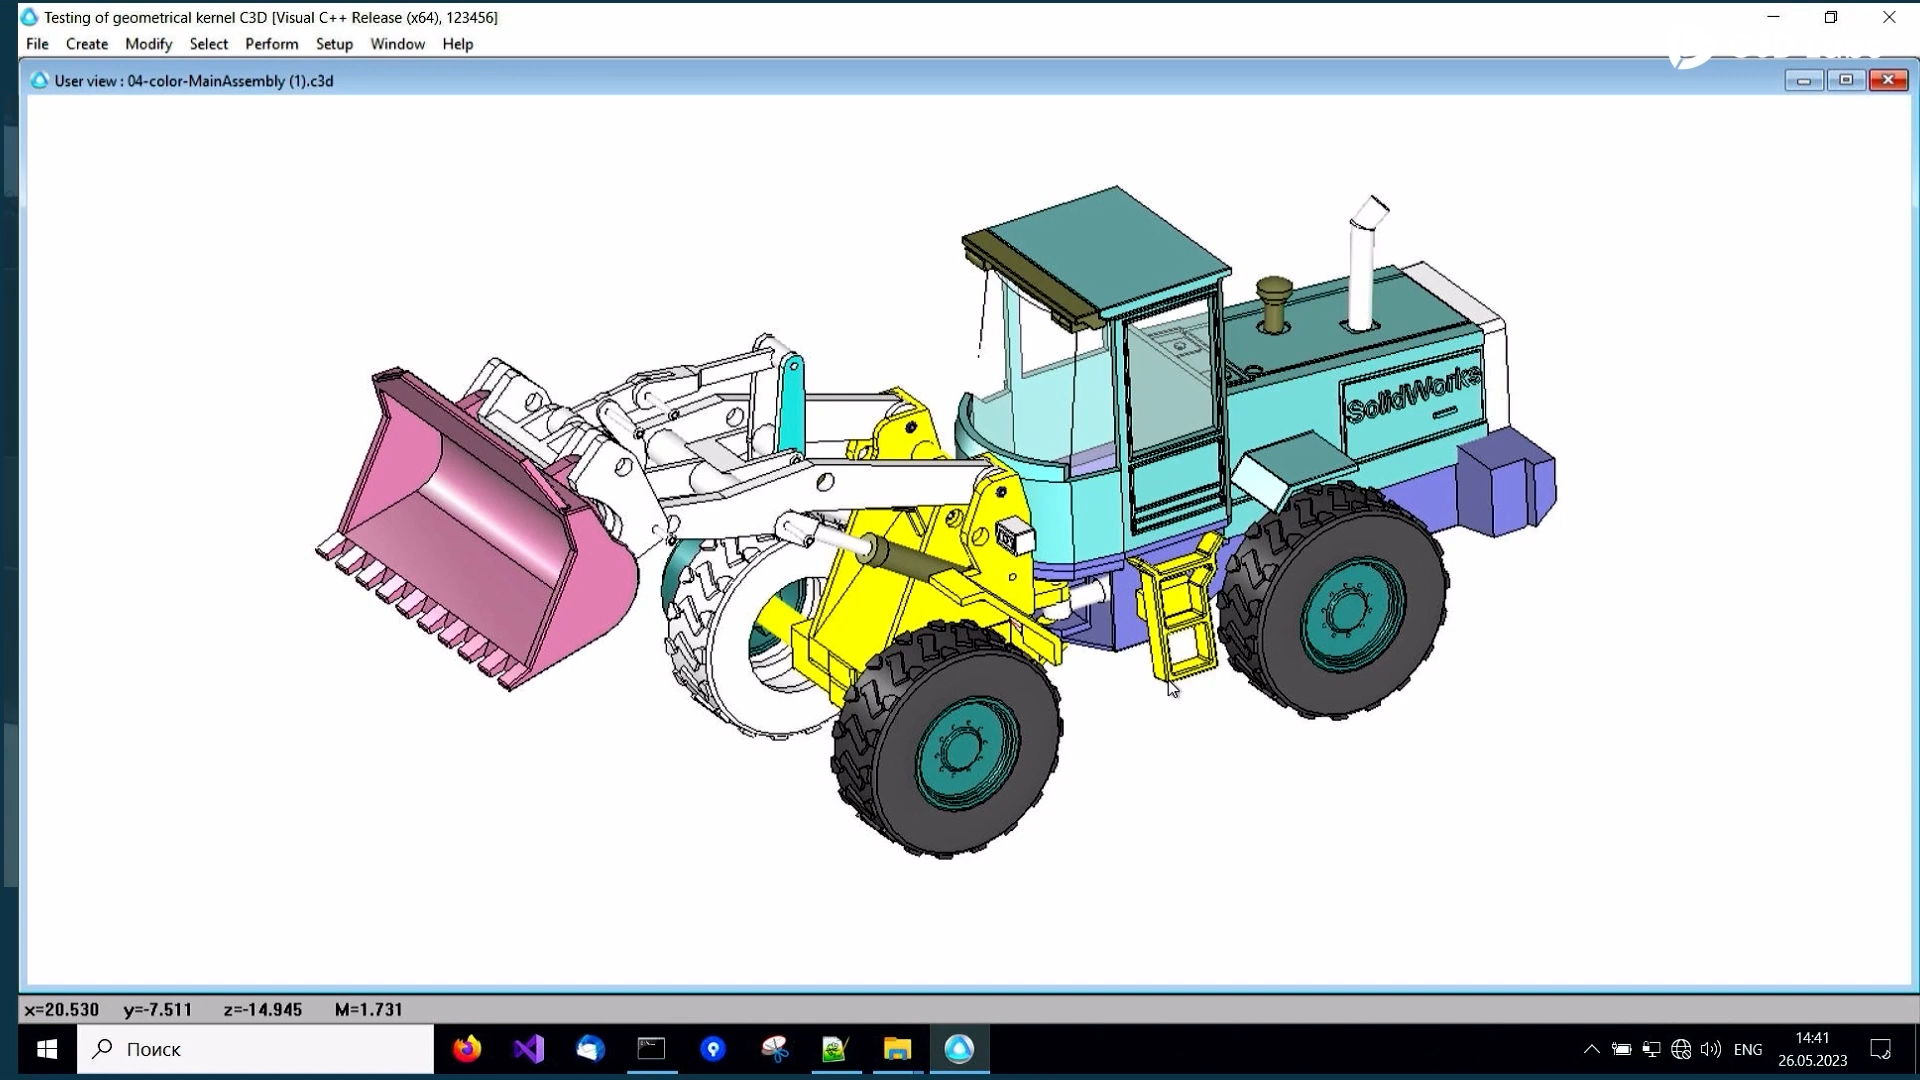 Testing of geometrical kernel C3D [Visual C++ Release (x64), 123456]
File Create Modify Select Perform Setup Window Help
User view : 04-color-MainAssembly (1).c3d
SolidWorks
x=20.530 y=-7.511 z=-14.945 M=1.731
Поиск
ENG
14:41
26.05.2023